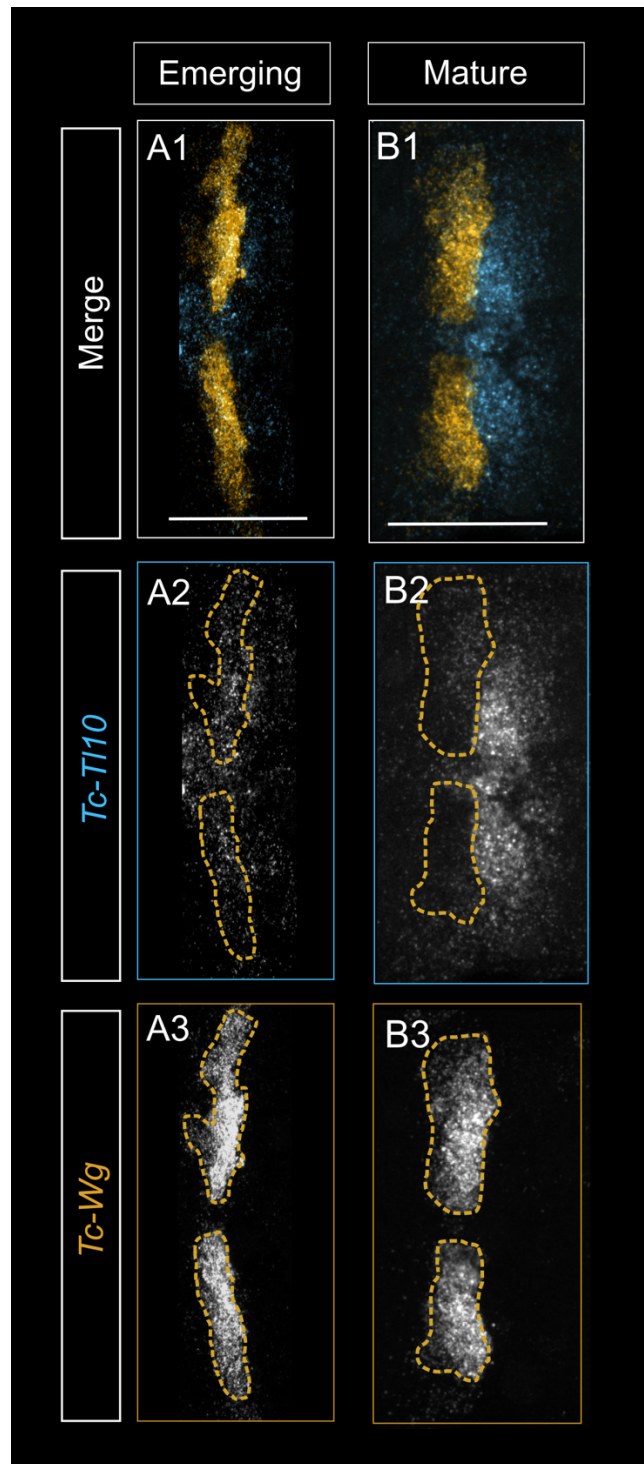 Emerging
Mature
Merge
A1
B1
Tc-Tl10
A2
B2
Tc-Wg
A3
B3